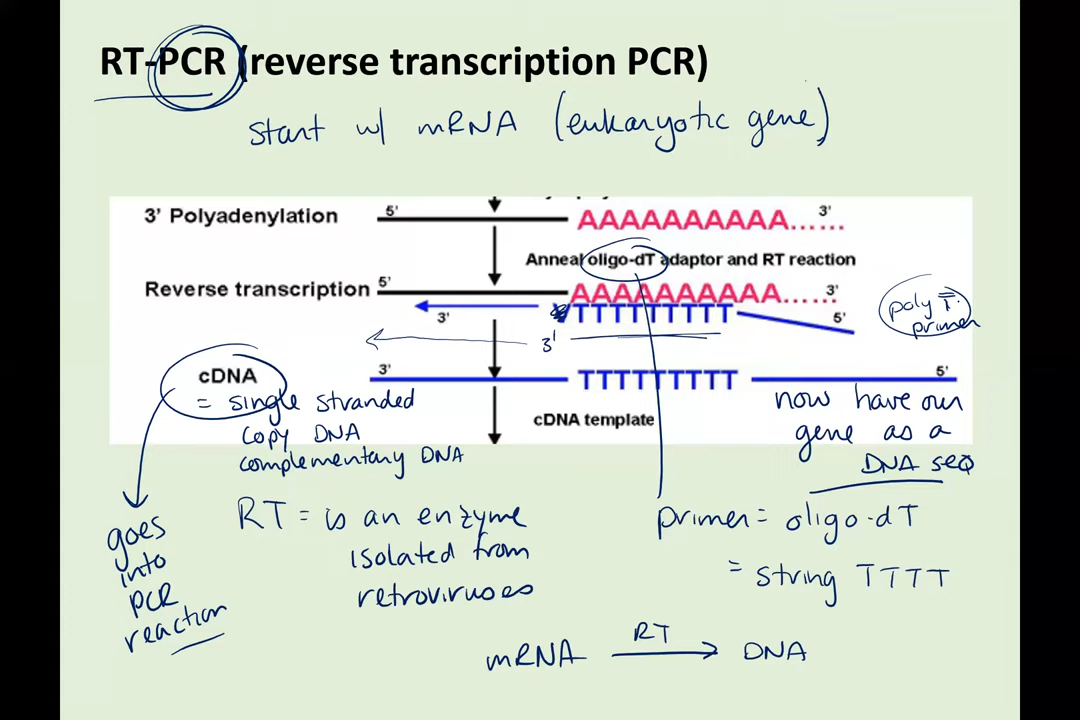 RT-PCR (reverse transcription PCR)
start w/ mRNA (eukaryotic gene)
3' Polyadenylation
5'
AAAAAAAAAA......
3'
Anneal oligo-dT adaptor and RT reaction
Reverse transcription
5'
AAAAAAAAAA......
3'
3'
TTTTTTTTT
5'
poly T.
primer
3'
cDNA
3'
TTTTTTTTT
5'
= single stranded
copy DNA
complementary DNA
cDNA template
now have our
gene as a
DNA seq
goes
into
PCR
reaction
RT = is an enzyme
isolated from
retroviruses
primer = oligo·dT
= string TTTT
mRNA
RT
DNA